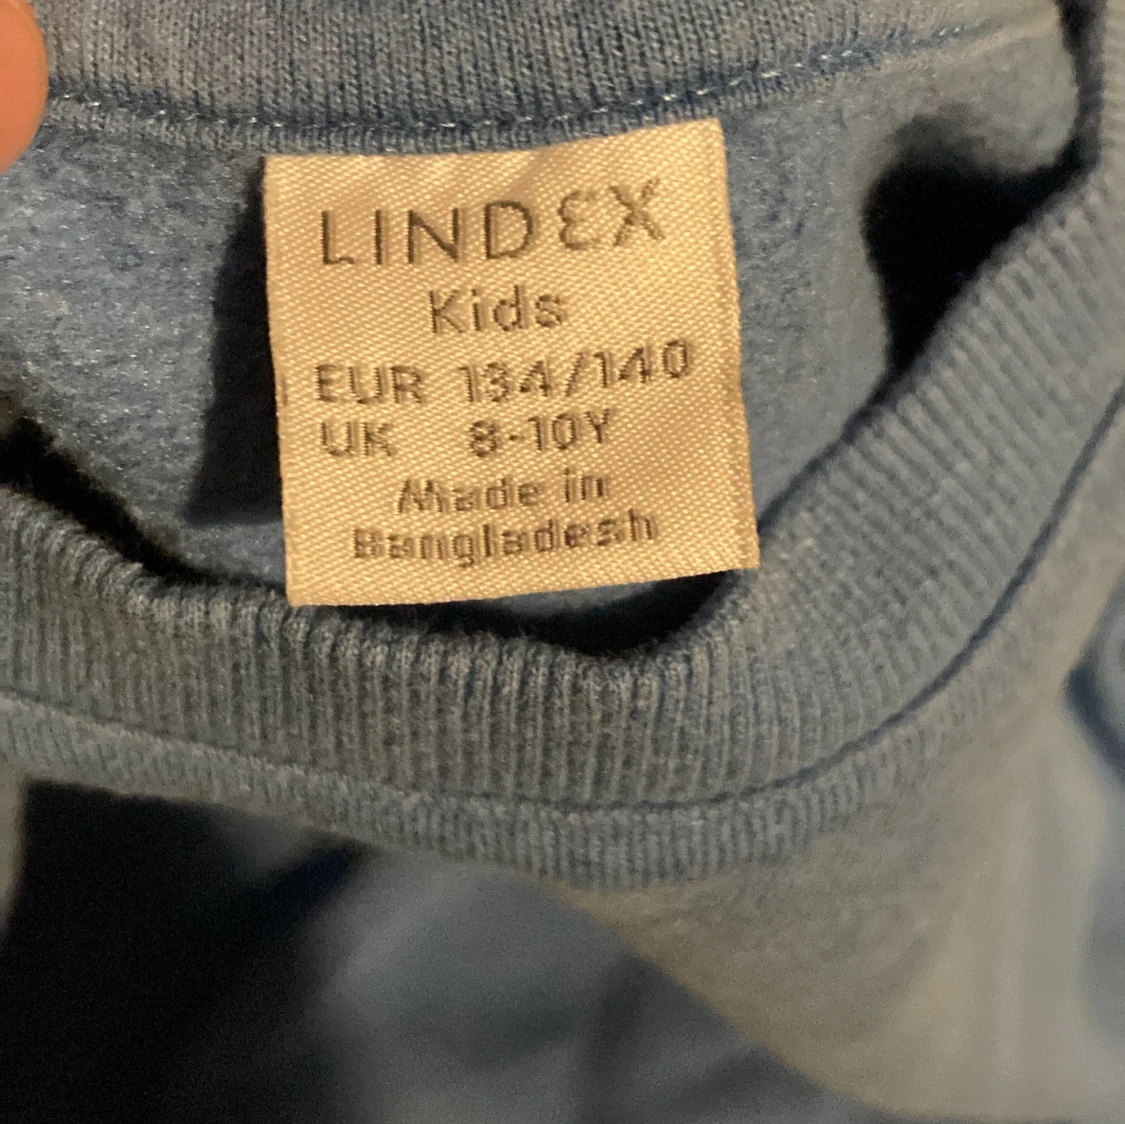 LINDEX
Kids
EUR 134/140
UK 8-10Y
Made in
Bangladesh